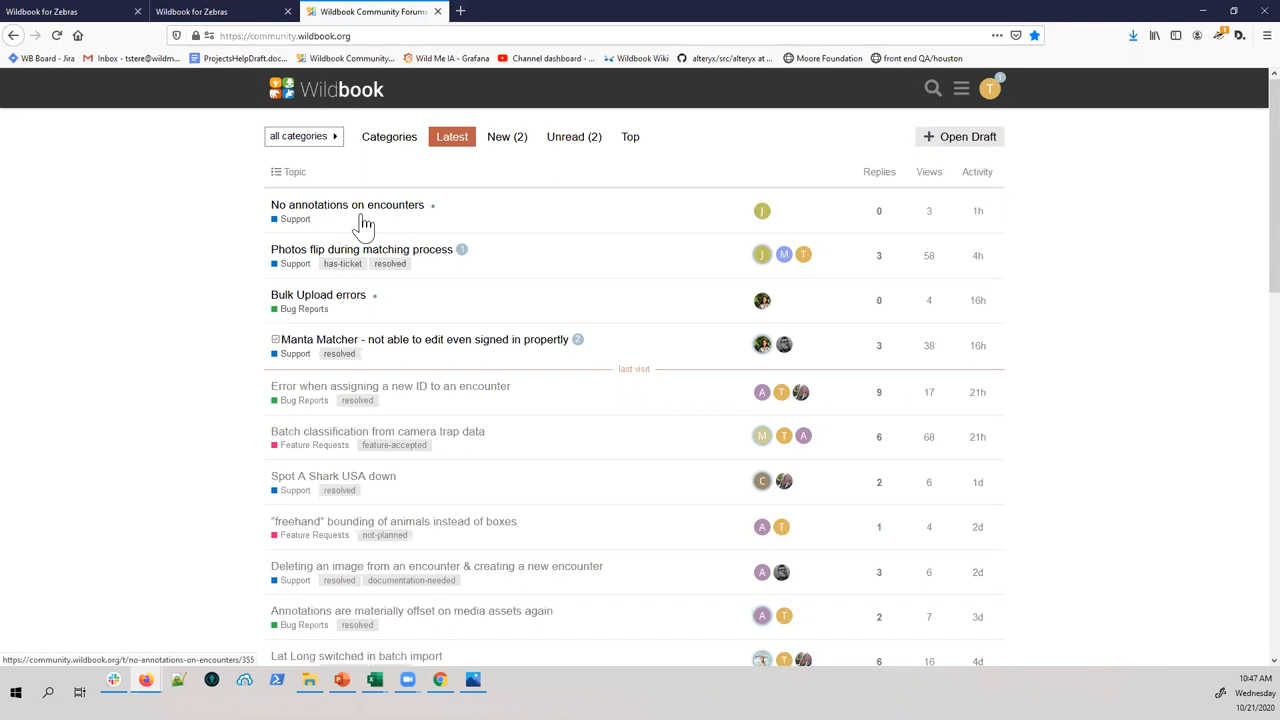 Wildbook for Zebras
Wildbook for Zebras
Wildbook Community Forums
https://community.wildbook.org
WB Board - Jira
Inbox - tstere@wildm...
ProjectsHelpDraft.doc...
Wildbook Community...
Wild Me IA - Grafana
Channel dashboard - ...
Wildbook Wiki
alteryx/src/alteryx at ...
Moore Foundation
front end QA/houston
Wildbook
T
1
all categories
Categories
Latest
New (2)
Unread (2)
Top
+ Open Draft
Topic
Replies
Views
Activity
No annotations on encounters
Support
J
0
3
1h
Photos flip during matching process 1
Support
has-ticket
resolved
J M T
3
58
4h
Bulk Upload errors
Bug Reports
0
4
16h
Manta Matcher - not able to edit even signed in propertly 2
Support
resolved
3
38
16h
last visit
Error when assigning a new ID to an encounter
Bug Reports
resolved
A T
9
17
21h
Batch classification from camera trap data
Feature Requests
feature-accepted
M T A
6
68
21h
Spot A Shark USA down
Support
resolved
C
2
6
1d
“freehand” bounding of animals instead of boxes
Feature Requests
not-planned
A T
1
4
2d
Deleting an image from an encounter & creating a new encounter
Support
resolved
documentation-needed
A
3
6
2d
Annotations are materially offset on media assets again
Bug Reports
resolved
A T
2
7
3d
Lat Long switched in batch import
T
6
16
4d
https://community.wildbook.org/t/no-annotations-on-encounters/355
10:47 AM
Wednesday
10/21/2020